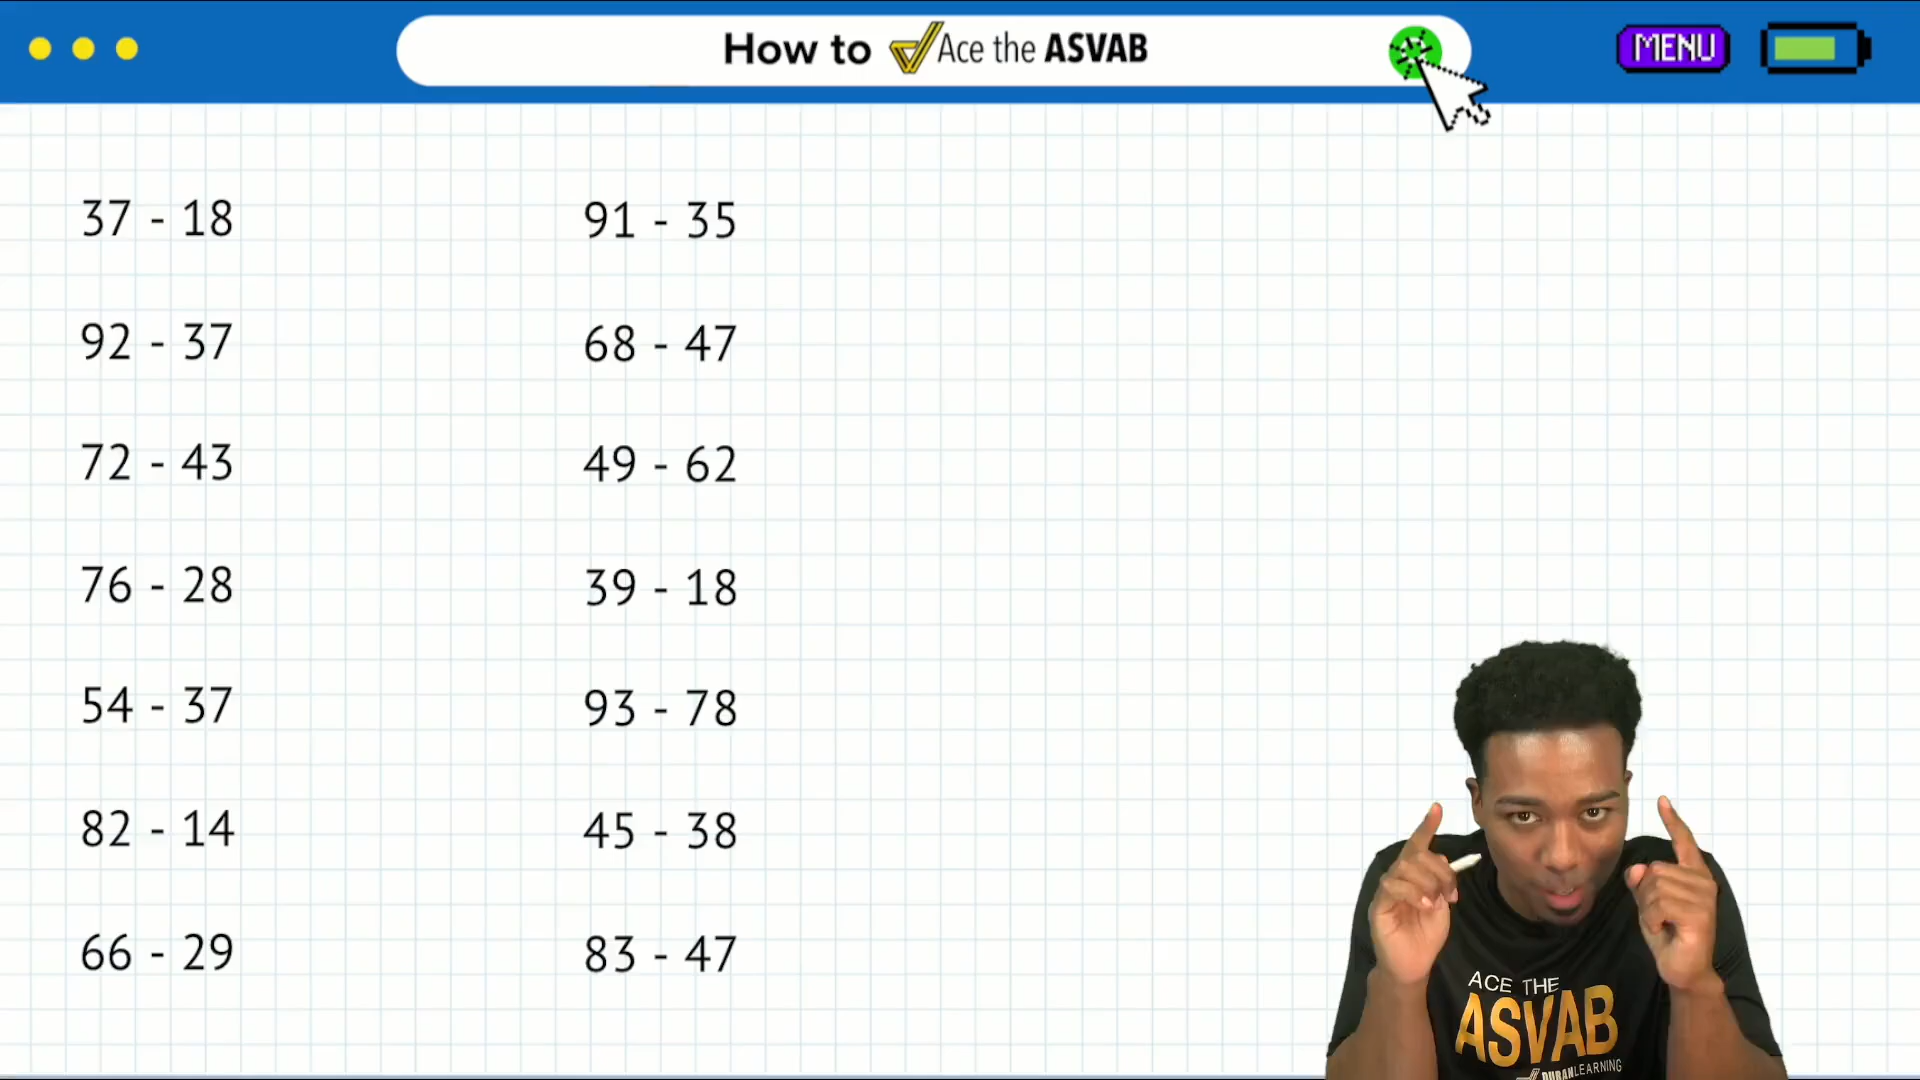 How to Ace the ASVAB
MENU
37 - 18
92 - 37
72 - 43
76 - 28
54 - 37
82 - 14
66 - 29
91 - 35
68 - 47
49 - 62
39 - 18
93 - 78
45 - 38
83 - 47
ACE THE
ASVAB
DURANLEARNING